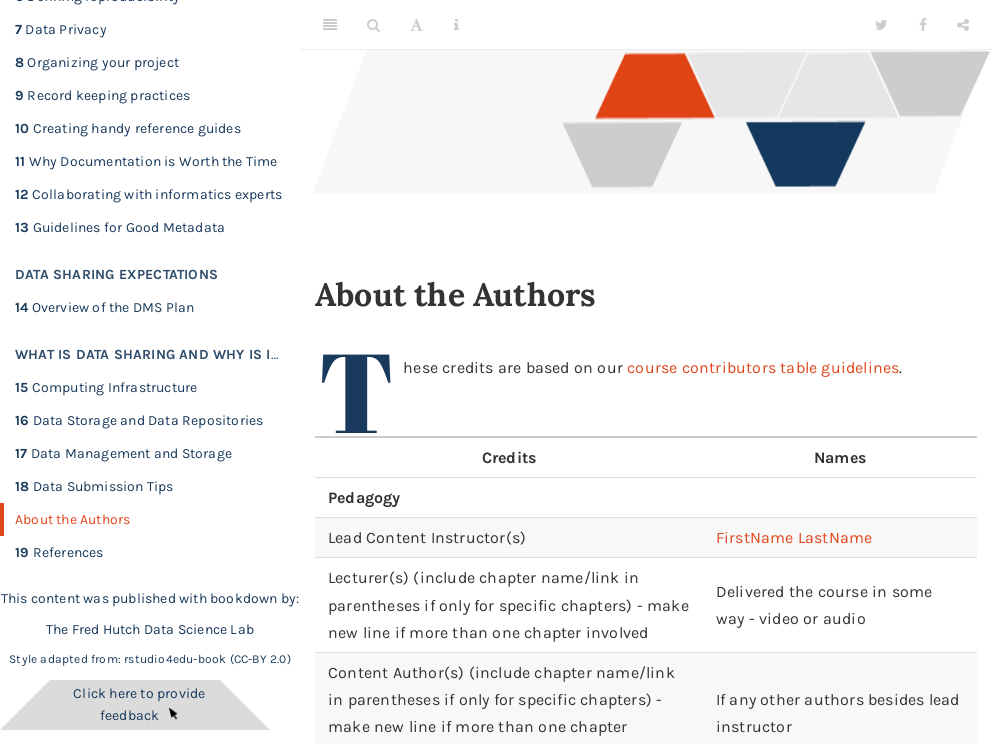 7 Data Privacy
8 Organizing your project
9 Record keeping practices
10 Creating handy reference guides
11 Why Documentation is Worth the Time
12 Collaborating with informatics experts
13 Guidelines for Good Metadata
DATA SHARING EXPECTATIONS
14 Overview of the DMS Plan
WHAT IS DATA SHARING AND WHY IS I…
15 Computing Infrastructure
16 Data Storage and Data Repositories
17 Data Management and Storage
18 Data Submission Tips
About the Authors
19 References
This content was published with bookdown by:
The Fred Hutch Data Science Lab
Style adapted from: rstudio4edu-book (CC-BY 2.0)
Click here to provide
feedback
About the Authors
These credits are based on our course contributors table guidelines.
Credits Names
Pedagogy
Lead Content Instructor(s) FirstName LastName
Lecturer(s) (include chapter name/link in
parentheses if only for specific chapters) - make
new line if more than one chapter involved
Delivered the course in some
way - video or audio
Content Author(s) (include chapter name/link
in parentheses if only for specific chapters) -
make new line if more than one chapter
If any other authors besides lead
instructor